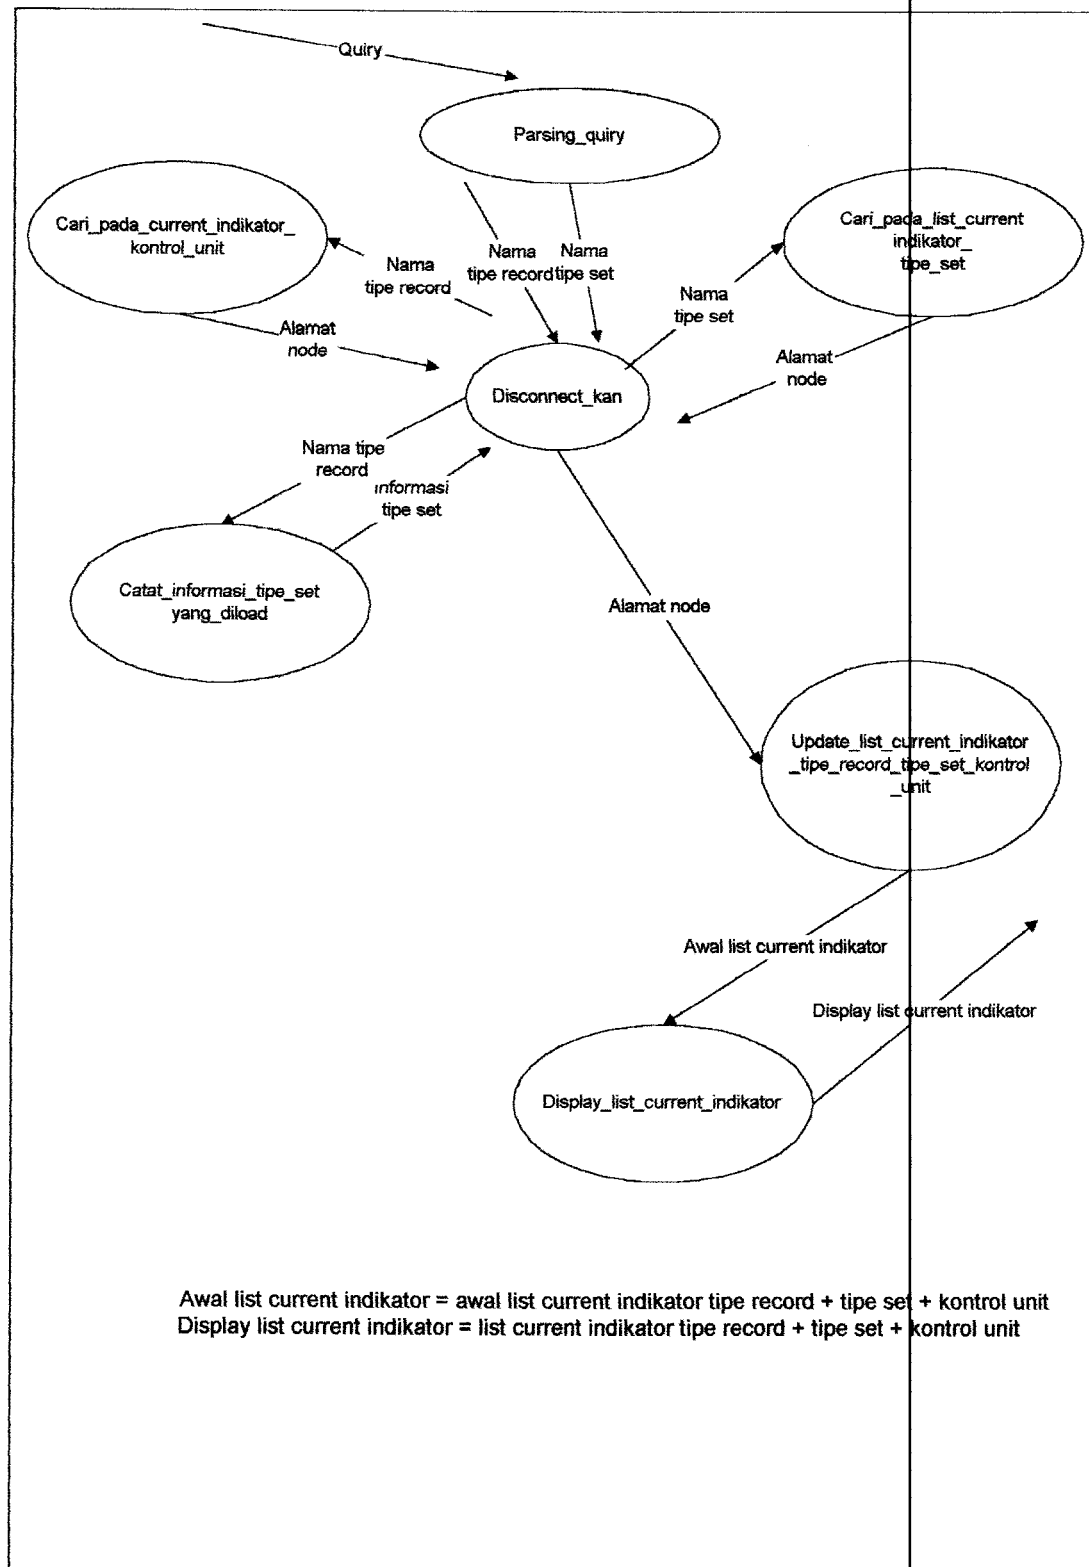 Quiry
Parsing_quiry
Cari_pada_current_indikator_
kontrol_unit
Cari_pada_list_current
indikator_
tipe_set
Nama
tipe record
Nama
tipe record
Nama
tipe set
Nama
tipe set
Alamat
node
Alamat
node
Disconnect_kan
Nama tipe
record
informasi
tipe set
Catat_informasi_tipe_set
yang_diload
Alamat node
Update_list_current_indikator
_tipe_record_tipe_set_kontrol
_unit
Awal list current indikator
Display list current indikator
Display_list_current_indikator
Awal list current indikator = awal list current indikator tipe record + tipe set + kontrol unit
Display list current indikator = list current indikator tipe record + tipe set + kontrol unit